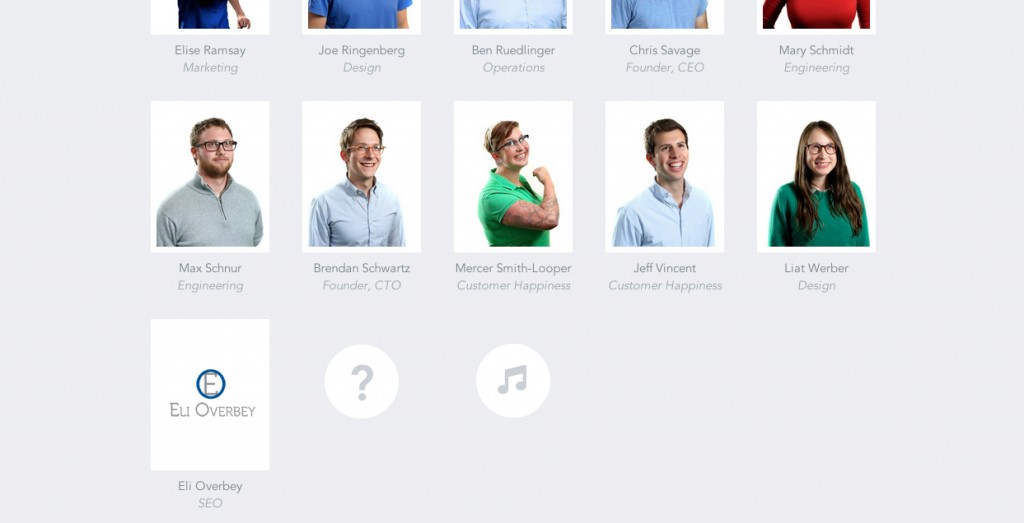 Elise Ramsay
Marketing
Joe Ringenberg
Design
Ben Ruedlinger
Operations
Chris Savage
Founder, CEO
Mary Schmidt
Engineering
Max Schnur
Engineering
Brendan Schwartz
Founder, CTO
Mercer Smith-Looper
Customer Happiness
Jeff Vincent
Customer Happiness
Liat Werber
Design
E
ELI OVERBEY
?
Eli Overbey
SEO